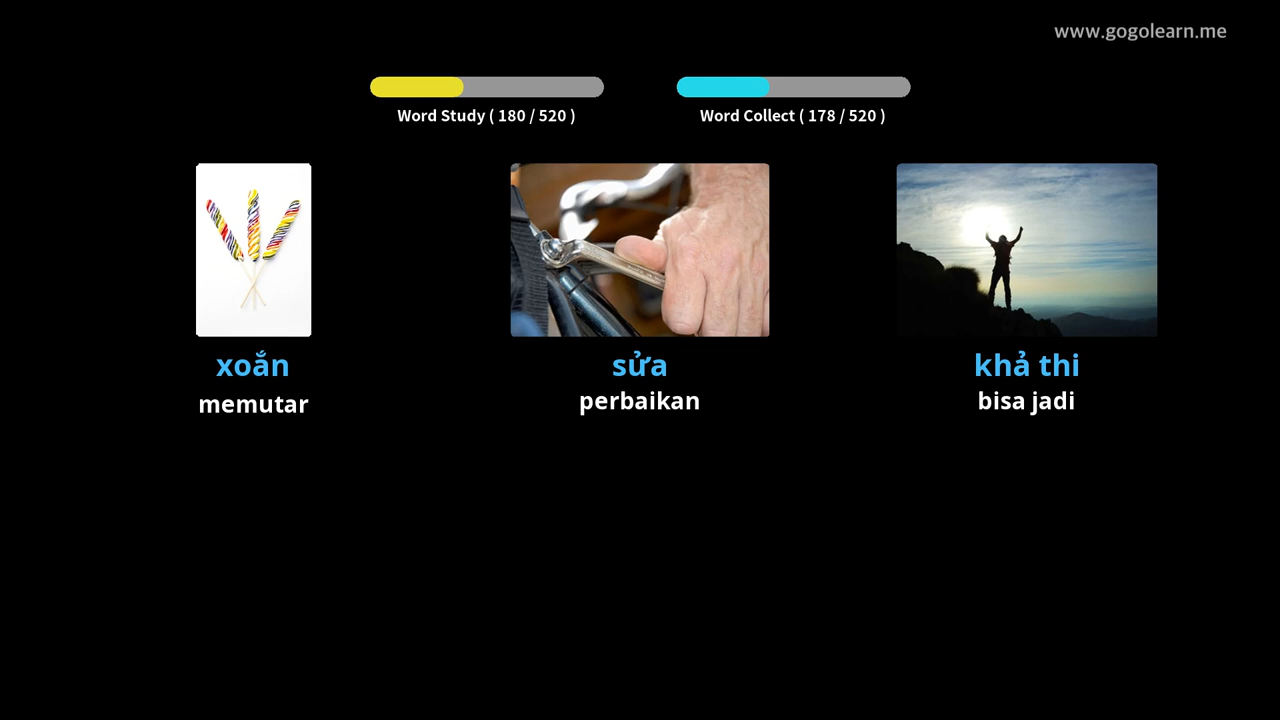 www.gogolearn.me
Word Study ( 180 / 520 )
Word Collect ( 178 / 520 )
xoắn
memutar
sửa
perbaikan
khả thi
bisa jadi